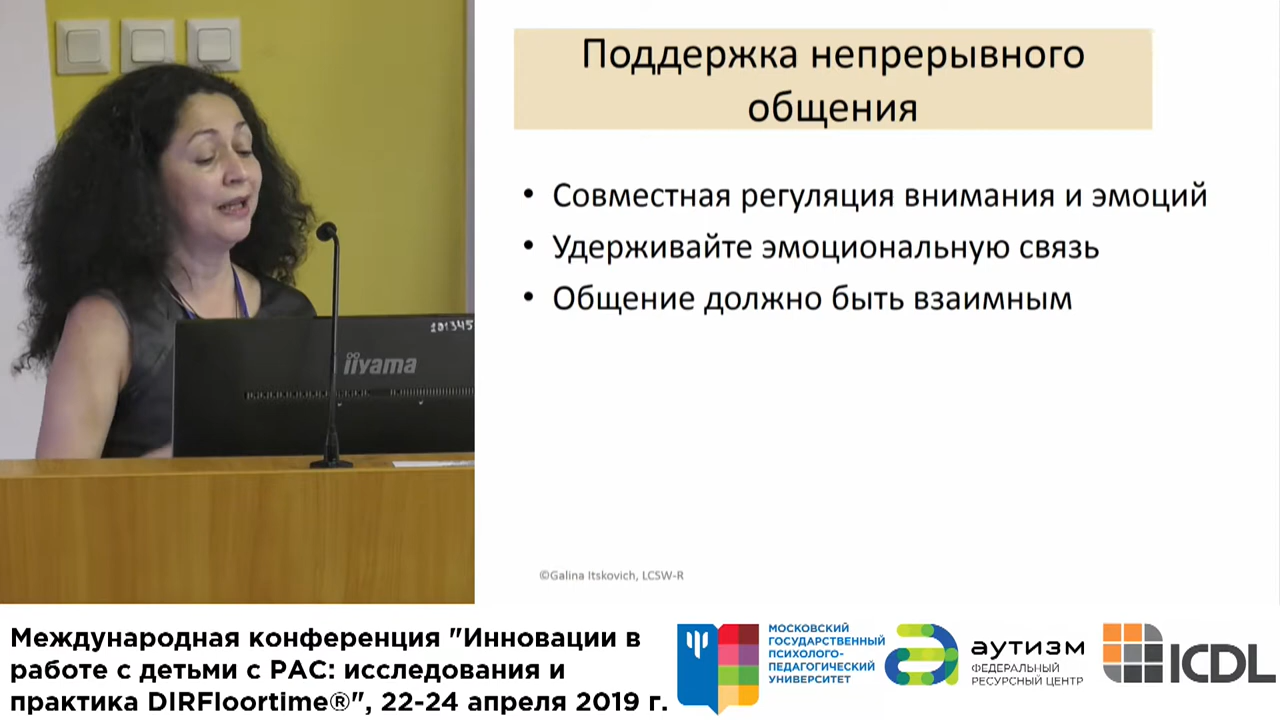 Поддержка непрерывного
общения
• Совместная регуляция внимания и эмоций
• Удерживайте эмоциональную связь
• Общение должно быть взаимным
101345
iiyama
©Galina Itskovich, LCSW-R
Международная конференция "Инновации в
работе с детьми с РАС: исследования и
практика DIRFloortime®", 22-24 апреля 2019 г.
МОСКОВСКИЙ
ГОСУДАРСТВЕННЫЙ
ПСИХОЛОГО-
ПЕДАГОГИЧЕСКИЙ
УНИВЕРСИТЕТ
аутизм
ФЕДЕРАЛЬНЫЙ
РЕСУРСНЫЙ ЦЕНТР
ICDL